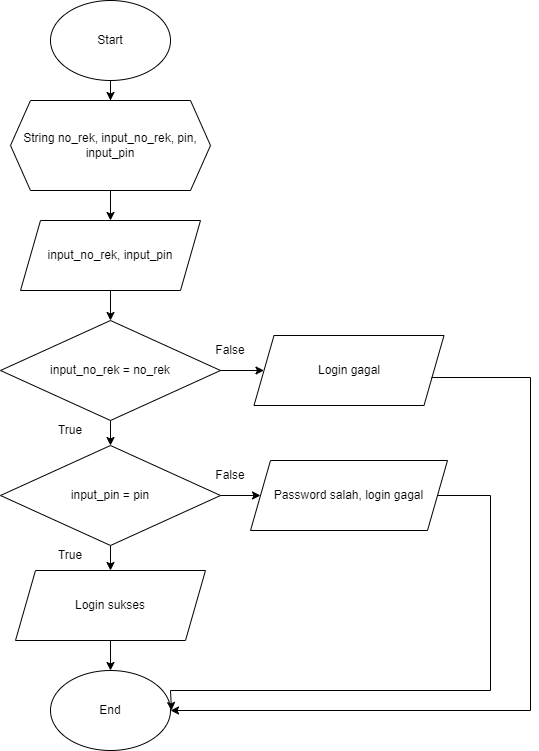 Start
String no_rek, input_no_rek, pin,
input_pin
input_no_rek, input_pin
input_no_rek = no_rek
False
Login gagal
True
input_pin = pin
False
Password salah, login gagal
True
Login sukses
End